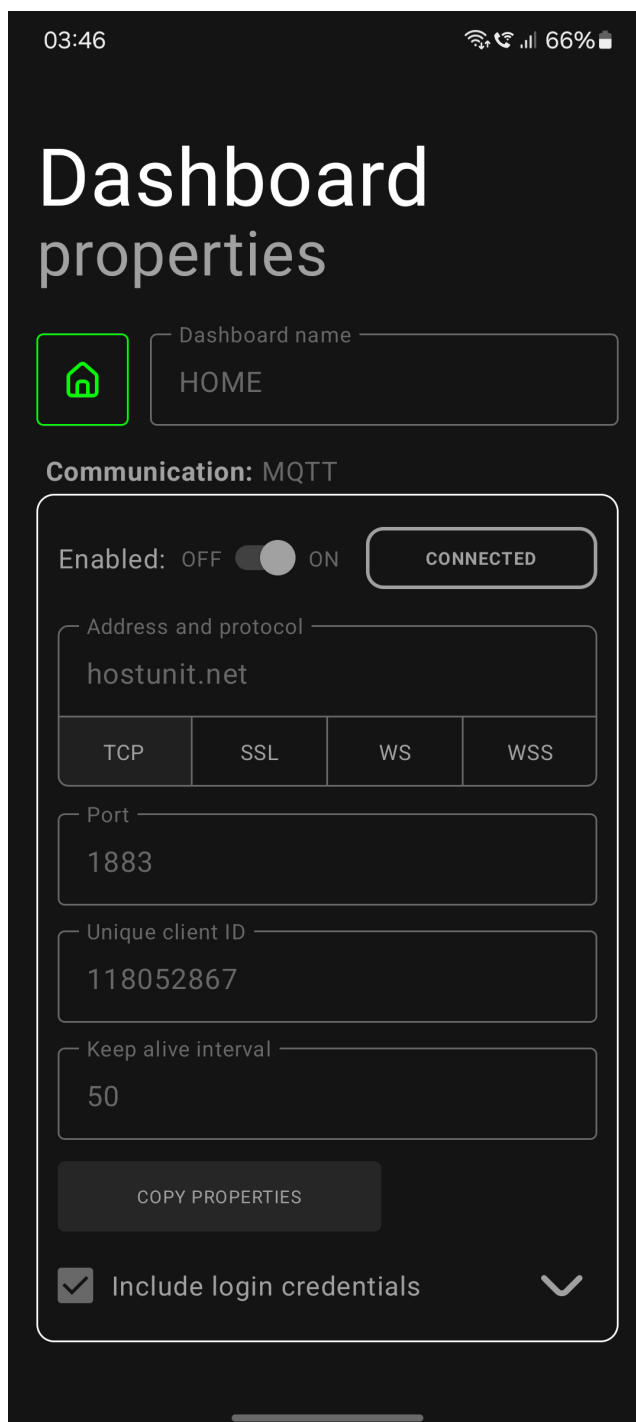 03:46 66%
Dashboard
properties
Dashboard name
HOME
Communication: MQTT
Enabled: OFF ON CONNECTED
Address and protocol
hostunit.net
TCP SSL WS WSS
Port
1883
Unique client ID
118052867
Keep alive interval
50
COPY PROPERTIES
Include login credentials